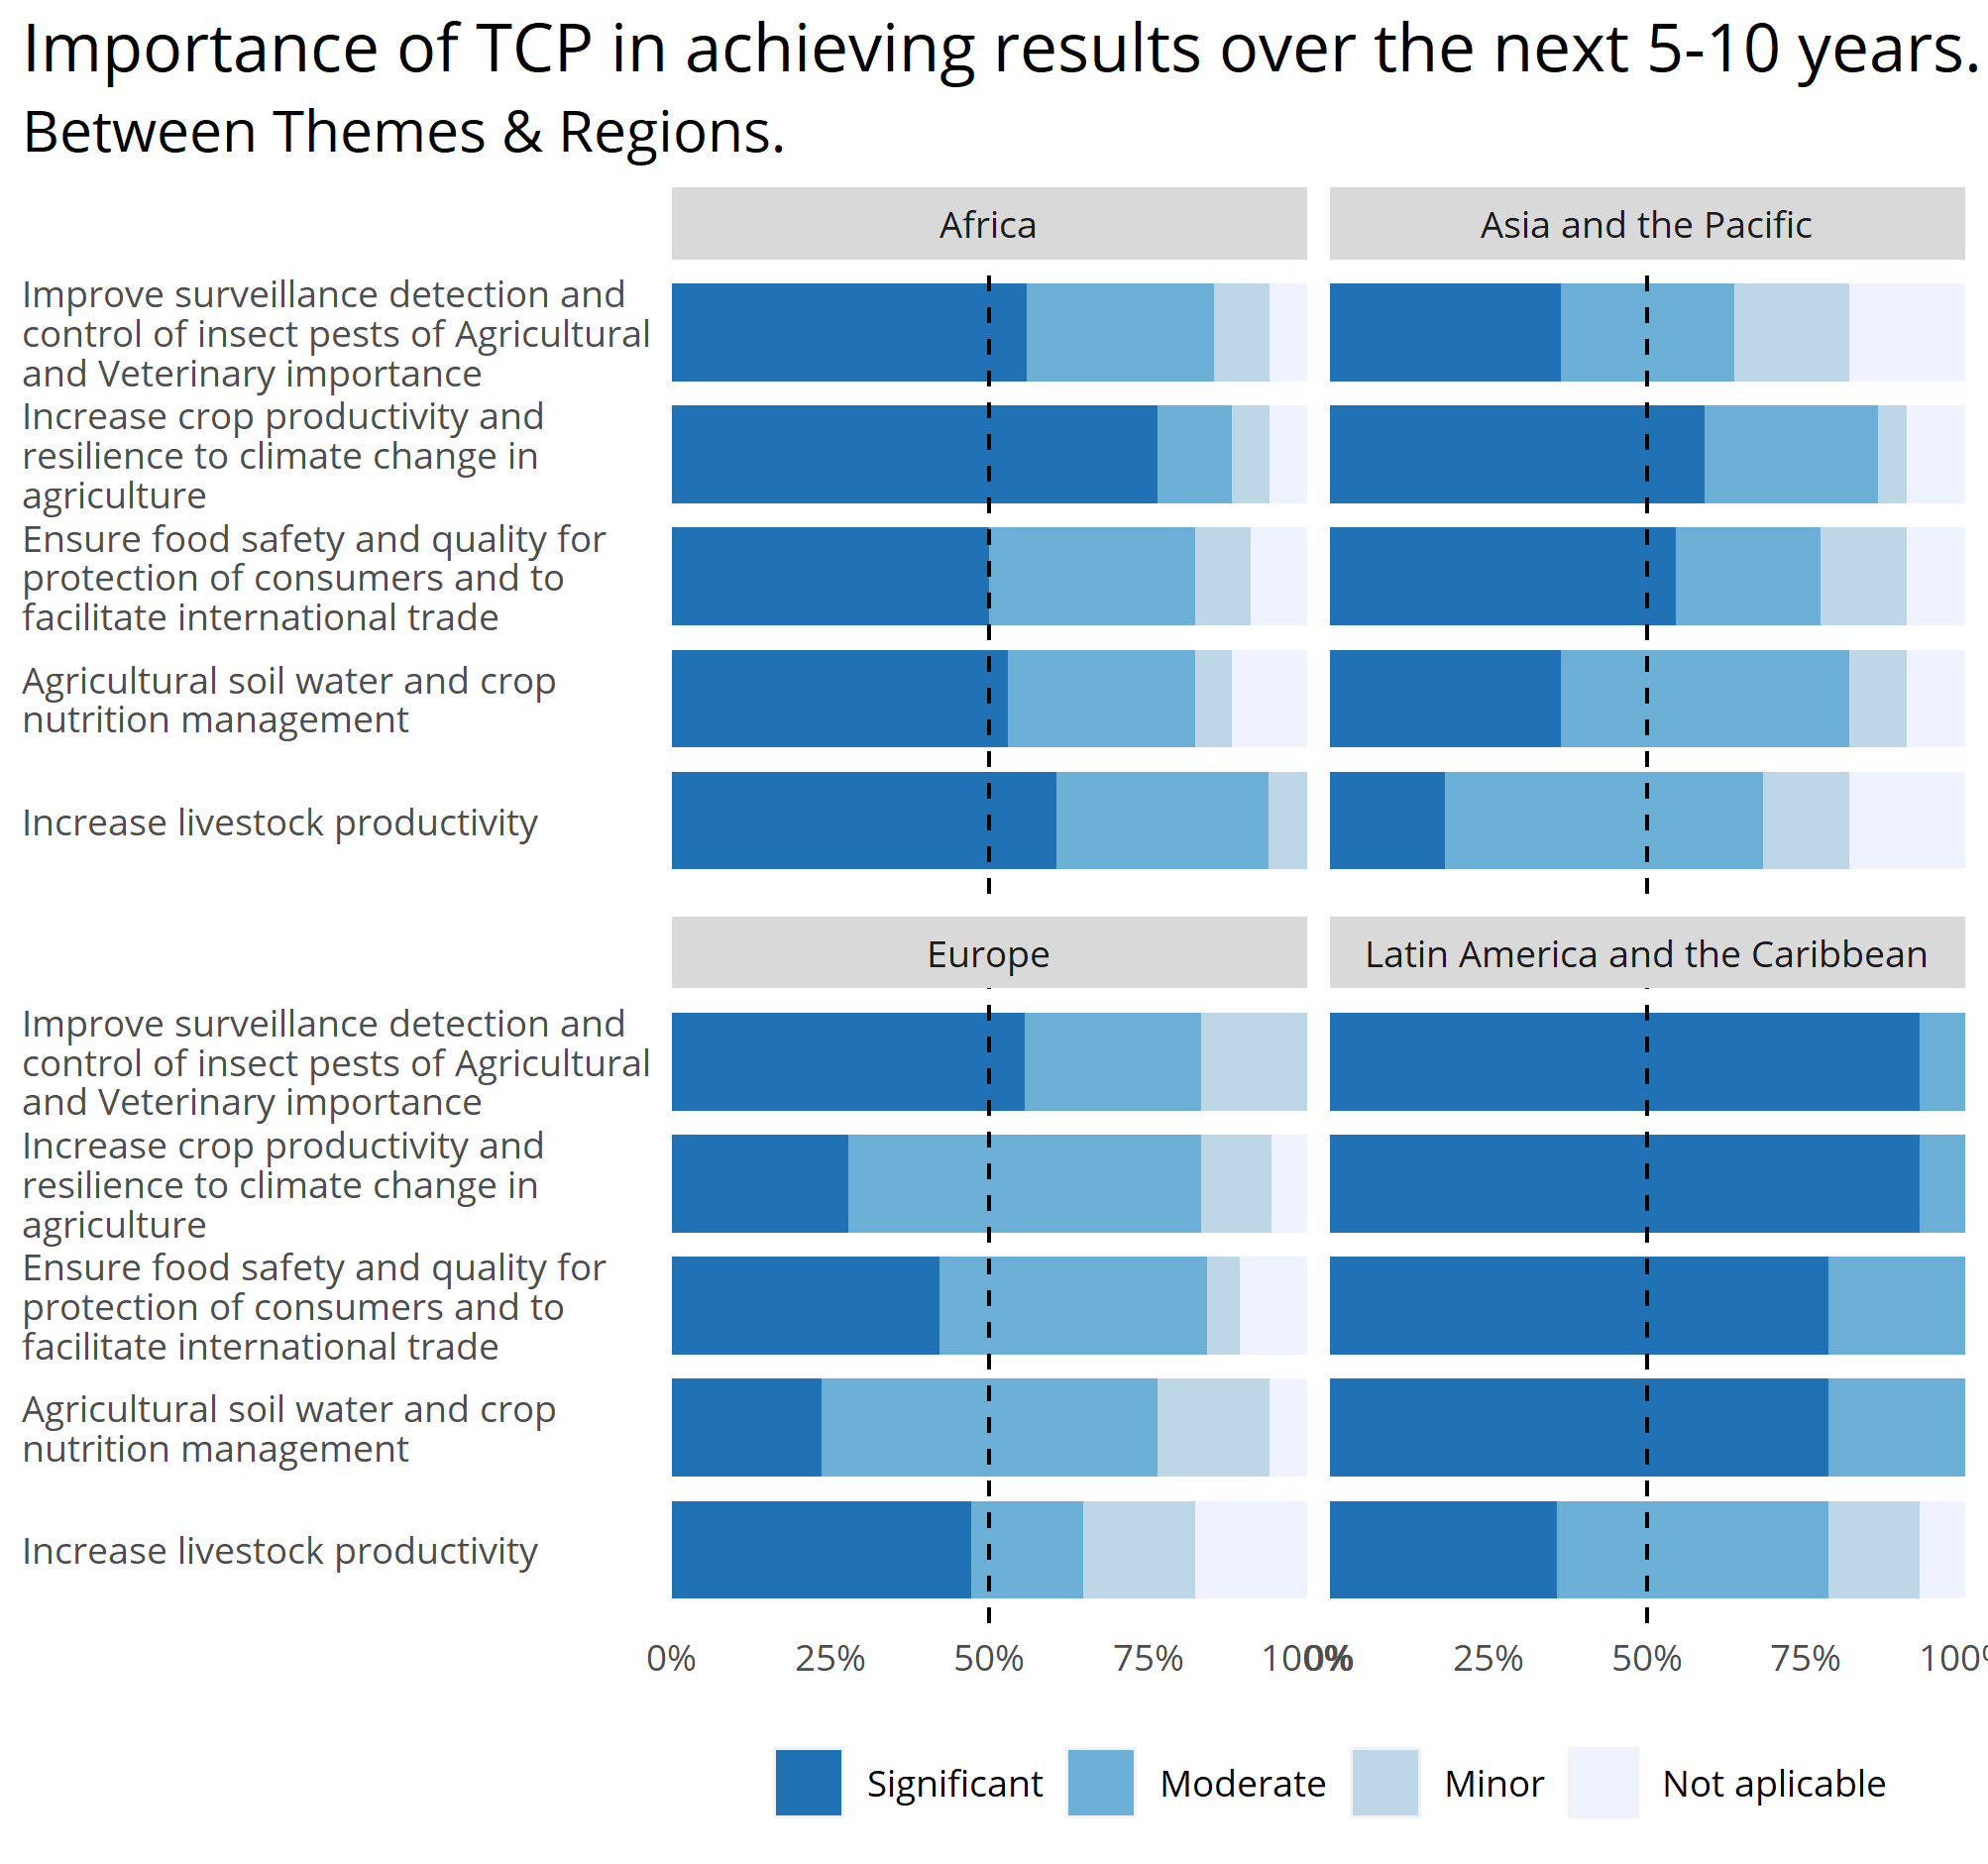 Importance of TCP in achieving results over the next 5-10 years.
Between Themes & Regions.
Africa
Asia and the Pacific
Improve surveillance detection and
control of insect pests of Agricultural
and Veterinary importance
Increase crop productivity and
resilience to climate change in
agriculture
Ensure food safety and quality for
protection of consumers and to
facilitate international trade
Agricultural soil water and crop
nutrition management
Increase livestock productivity
Europe
Latin America and the Caribbean
Improve surveillance detection and
control of insect pests of Agricultural
and Veterinary importance
Increase crop productivity and
resilience to climate change in
agriculture
Ensure food safety and quality for
protection of consumers and to
facilitate international trade
Agricultural soil water and crop
nutrition management
Increase livestock productivity
0% 25% 50% 75% 100% 0% 25% 50% 75% 100%
Significant Moderate Minor Not aplicable